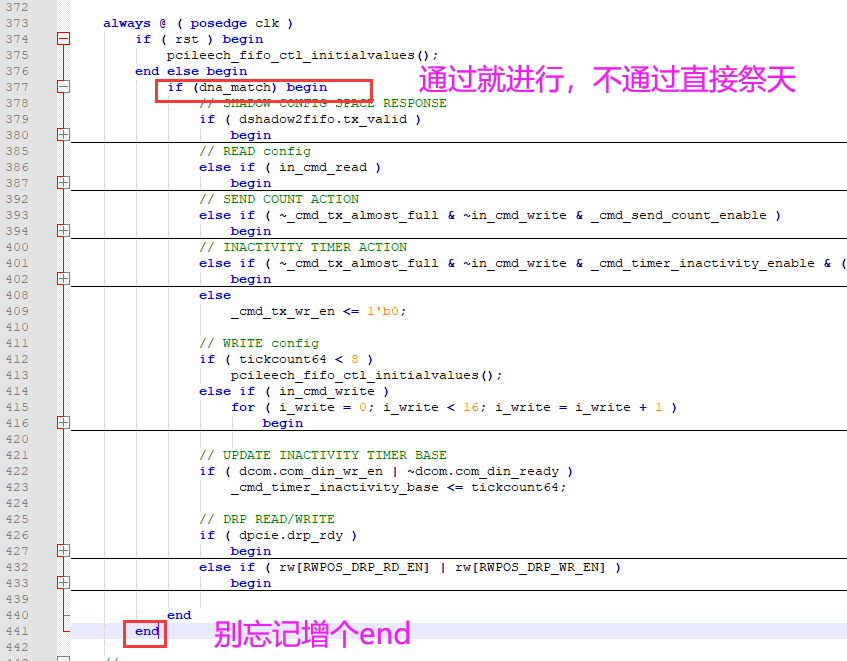 372
373 always @ ( posedge clk )
374 if ( rst ) begin
375 pcileech_fifo_ctl_initialvalues();
376 end else begin
377 if (dna_match) begin
通过就进行，不通过直接祭天
378 // SHADOW CONFIG SPACE RESPONSE
379 if ( dshadow2fifo.tx_valid )
380 begin
385 // READ config
386 else if ( in_cmd_read )
387 begin
392 // SEND COUNT ACTION
393 else if ( ~_cmd_tx_almost_full & ~in_cmd_write & _cmd_send_count_enable )
394 begin
400 // INACTIVITY TIMER ACTION
401 else if ( ~_cmd_tx_almost_full & ~in_cmd_write & _cmd_timer_inactivity_enable & (
402 begin
408 else
409 _cmd_tx_wr_en <= 1'b0;
410
411 // WRITE config
412 if ( tickcount64 < 8 )
413 pcileech_fifo_ctl_initialvalues();
414 else if ( in_cmd_write )
415 for ( i_write = 0; i_write < 16; i_write = i_write + 1 )
416 begin
420
421 // UPDATE INACTIVITY TIMER BASE
422 if ( dcom.com_din_wr_en | ~dcom.com_din_ready )
423 _cmd_timer_inactivity_base <= tickcount64;
424
425 // DRP READ/WRITE
426 if ( dpcie.drp_rdy )
427 begin
432 else if ( rw[RWPOS_DRP_RD_EN] | rw[RWPOS_DRP_WR_EN] )
433 begin
439
440 end
441 end
别忘记增个end
442